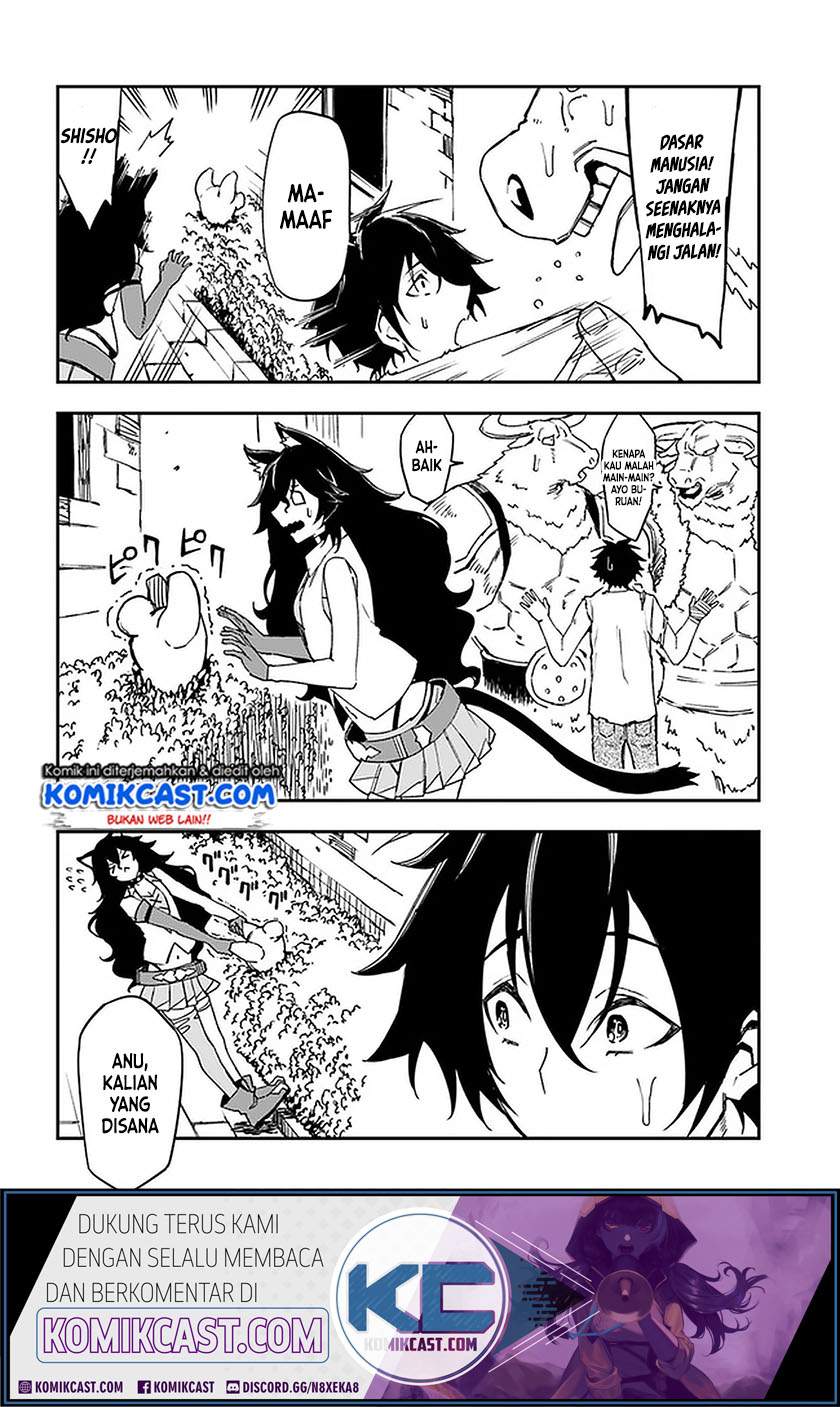 DASAR
MANUSIA!
JANGAN
SEENAKNYA
MENGHALA-
NGI JALAN!
MA-
MAAF
SHISHO
!!
KENAPA
KAU MALAH
MAIN-MAIN?
AYO BU-
RUAN!
AH-
BAIK
ピク
ピク
Komik ini diterjemahkan & diedit oleh
KOMIKCAST.COM
BUKAN WEB LAIN!!
グググ
ANU,
KALIAN
YANG
DISANA
DUKUNG TERUS KAMI
DENGAN SELALU MEMBACA
DAN BERKOMENTAR DI
KOMIKCAST.COM
KC
KOMIKCAST.COM
KOMIKCAST.COM
KOMIKCAST
DISCORD.GG/N8XEKA8